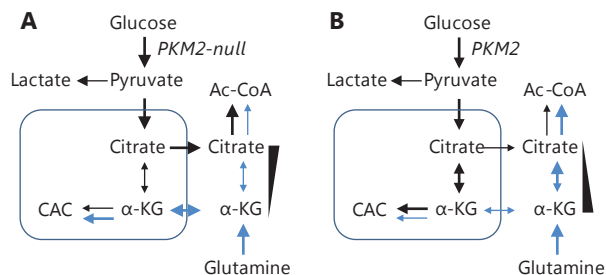 A
Glucose
PKM2-null
Lactate
Pyruvate
Ac-CoA
Citrate
Citrate
CAC
α-KG
α-KG
Glutamine
B
Glucose
PKM2
Lactate
Pyruvate
Ac-CoA
Citrate
Citrate
CAC
α-KG
α-KG
Glutamine